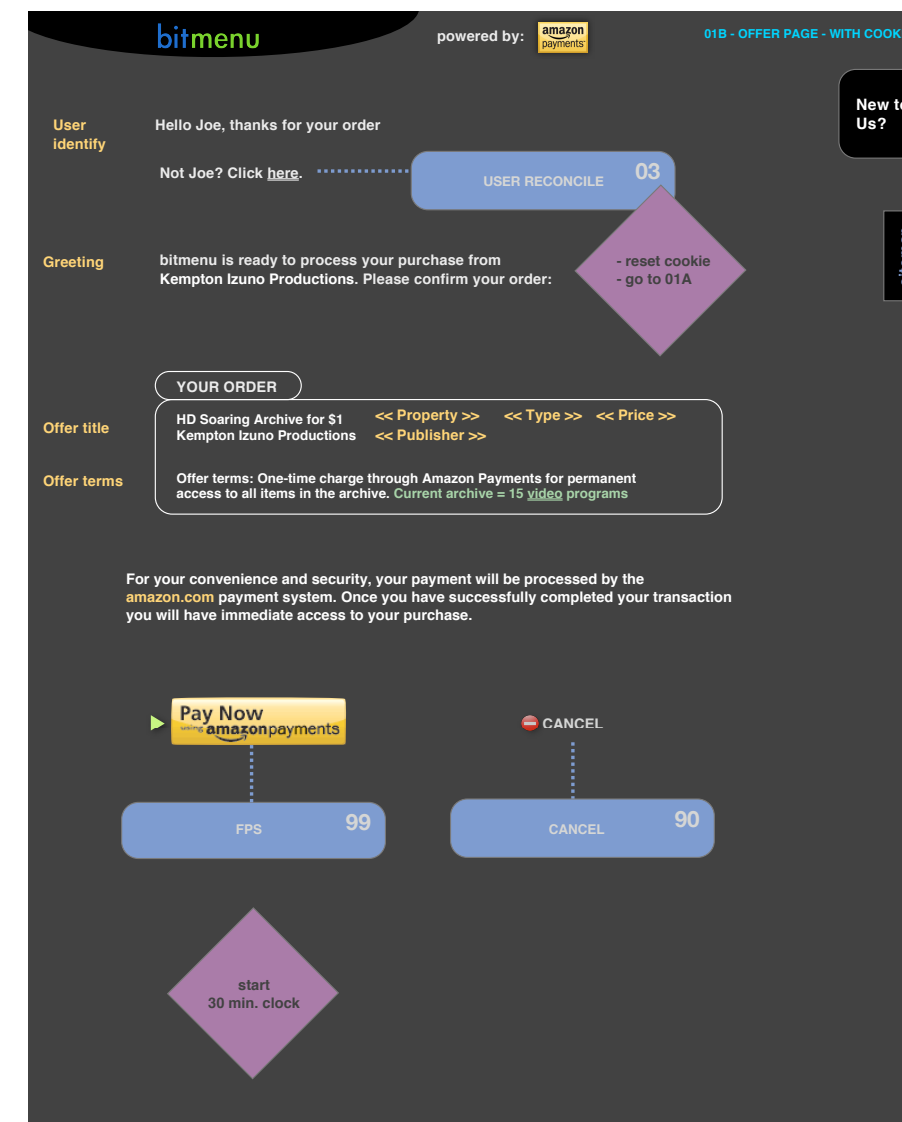 bitmenu
powered by:
amazon
payments
01B - OFFER PAGE - WITH COOK
New to
Us?
User
identify
Hello Joe, thanks for your order
Not Joe? Click here.
USER RECONCILE
03
Greeting
bitmenu is ready to process your purchase from
Kempton Izuno Productions. Please confirm your order:
- reset cookie
- go to 01A
YOUR ORDER
Offer title
HD Soaring Archive for $1
<< Property >>
<< Type >>
<< Price >>
Kempton Izuno Productions
<< Publisher >>
Offer terms
Offer terms: One-time charge through Amazon Payments for permanent
access to all items in the archive. Current archive = 15 video programs
For your convenience and security, your payment will be processed by the
amazon.com payment system. Once you have successfully completed your transaction
you will have immediate access to your purchase.
Pay Now
using amazonpayments
CANCEL
FPS
99
CANCEL
90
start
30 min. clock